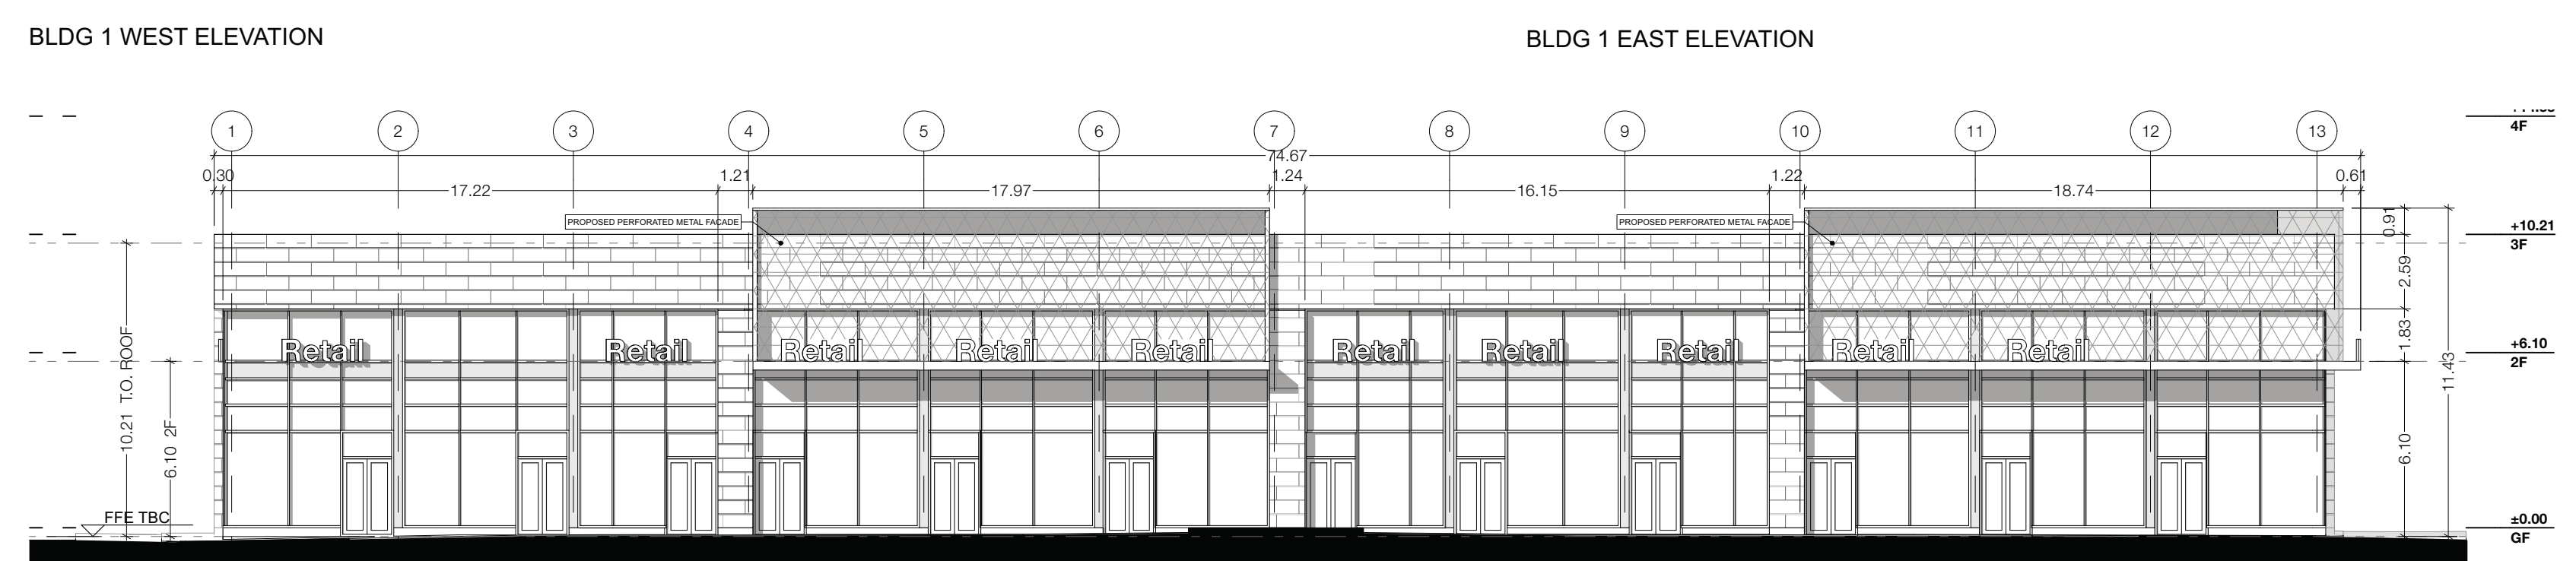 BLDG 1 WEST ELEVATION
BLDG 1 EAST ELEVATION
4F
1 2 3 4 5 6 7 8 9 10 11 12 13
74.67
0.30 1.21 1.24 1.22 0.61
17.22 17.97 16.15 18.74
PROPOSED PERFORATED METAL FACADE
PROPOSED PERFORATED METAL FACADE
0.91
+10.21
3F
2.59
1.83
Retail Retail Retail Retail Retail Retail Retail Retail Retail Retail
+6.10
2F
11.43
10.21 T.O. ROOF
6.10 2F
6.10
FFE TBC
±0.00
GF